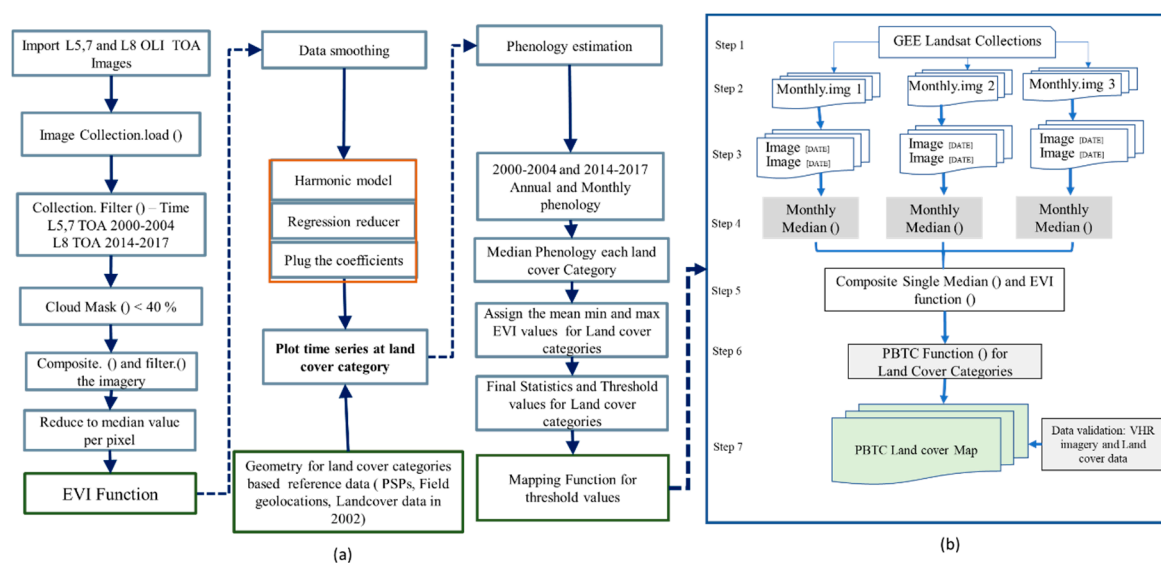 Import L5,7 and L8 OLI TOA
Images
Image Collection.load ()
Collection. Filter () – Time
L5,7 TOA 2000-2004
L8 TOA 2014-2017
Cloud Mask () < 40 %
Composite. () and filter.()
the imagery
Reduce to median value
per pixel
EVI Function
Data smoothing
Harmonic model
Regression reducer
Plug the coefficients
Plot time series at land
cover category
Geometry for land cover categories
based reference data ( PSPs, Field
geolocations, Landcover data in
2002)
(a)
Phenology estimation
2000-2004 and 2014-2017
Annual and Monthly
phenology
Median Phenology each land
cover Category
Assign the mean min and max
EVI values for Land cover
categories
Final Statistics and Threshold
values for Land cover
categories
Mapping Function for
threshold values
Step 1
GEE Landsat Collections
Step 2
Monthly.img 1
Monthly.img 2
Monthly.img 3
Step 3
Image [DATE]
Image [DATE]
Image [DATE]
Image [DATE]
Image [DATE]
Image [DATE]
Step 4
Monthly
Median ()
Monthly
Median ()
Monthly
Median ()
Step 5
Composite Single Median () and EVI
function ()
Step 6
PBTC Function () for
Land Cover Categories
Step 7
PBTC Land cover Map
Data validation: VHR
imagery and Land
cover data
(b)